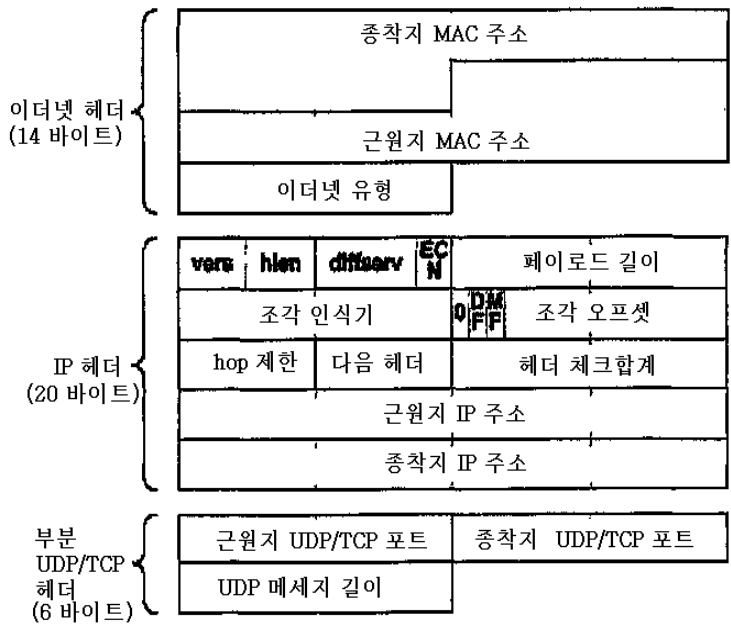 종착지 MAC 주소
이더넷 헤더
(14 바이트)
근원지 MAC 주소
이더넷 유형
vers hlen diffserv EC
N 페이로드 길이
조각 인식기 0 D M
F F 조각 오프셋
IP 헤더
(20 바이트)
hop 제한 다음 헤더 헤더 체크합계
근원지 IP 주소
종착지 IP 주소
부분
UDP/TCP
헤더
(6 바이트)
근원지 UDP/TCP 포트 종착지 UDP/TCP 포트
UDP 메세지 길이